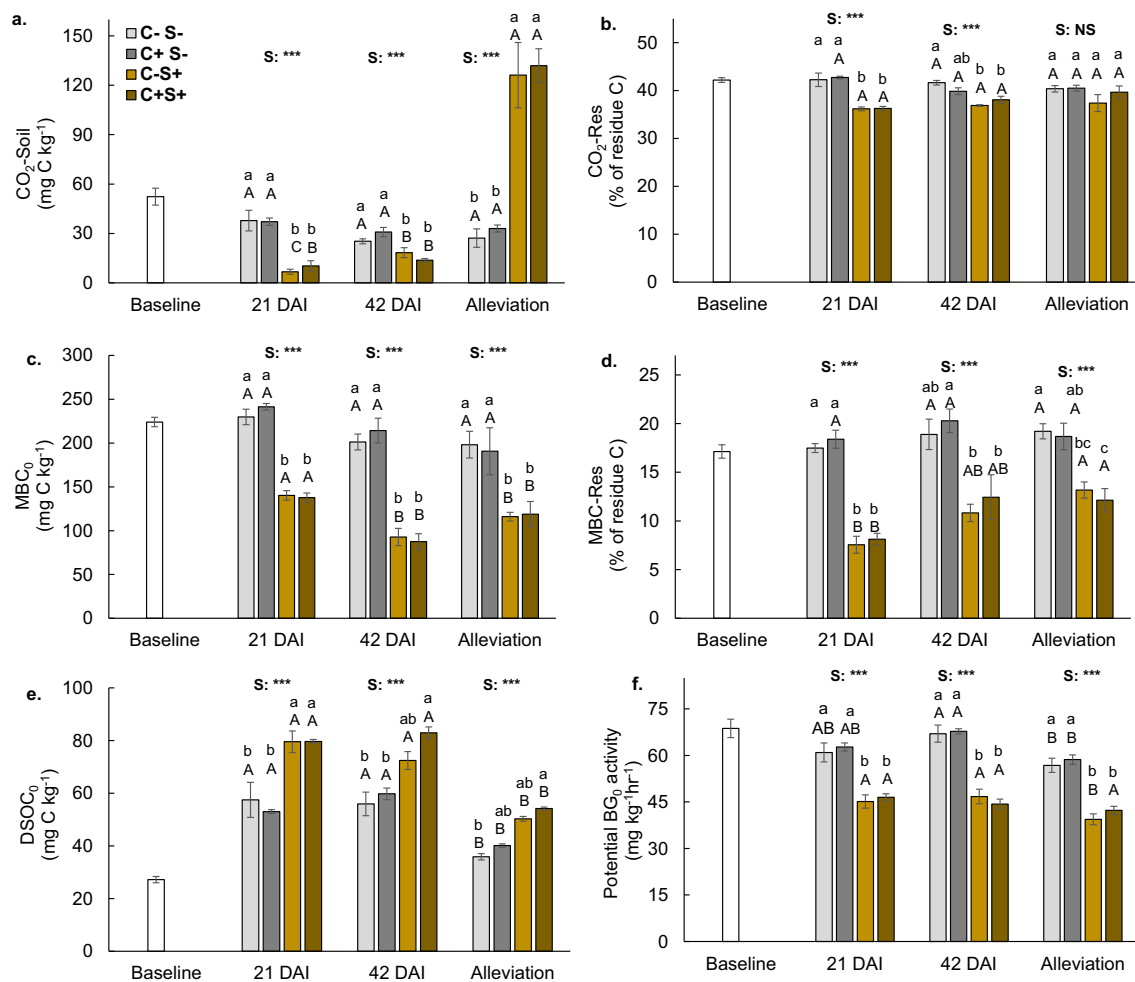 a.
C- S-
C+ S-
C-S+
C+S+
S: ***
S: ***
S: ***
a a b b
A A C B
a a b b
A A B B
b b a a
A A A A
150
120
90
60
30
0
CO2-Soil
(mg C kg-1)
Baseline 21 DAI 42 DAI Alleviation
b.
S: ***
S: ***
S: NS
a a b b
A A A
a ab b b
A A A A
a a a a
A A A A
50
40
30
20
10
0
CO2-Res
(% of residue C)
Baseline 21 DAI 42 DAI Alleviation
c.
S: ***
S: ***
S: ***
a a b b
A A A A
a a b b
A A B B
a a b b
A A B B
300
250
200
150
100
50
0
MBC0
(mg C kg-1)
Baseline 21 DAI 42 DAI Alleviation
d.
S: ***
S: ***
S: ***
a a b b
A B B
ab a b ab
A A AB AB
a ab bc c
A A A A
25
20
15
10
5
0
MBC-Res
(% of residue C)
Baseline 21 DAI 42 DAI Alleviation
e.
S: ***
S: ***
S: ***
b b a a
A A A A
b b ab a
A A A A
b ab ab a
B B B B
100
80
60
40
20
0
DSOC0
(mg C kg-1)
Baseline 21 DAI 42 DAI Alleviation
f.
S: ***
S: ***
S: ***
a a b b
AB AB A A
a a b b
A A A A
a a b b
B B B A
75
60
45
30
15
0
Potential BG0 activity
(mg kg-1hr-1)
Baseline 21 DAI 42 DAI Alleviation